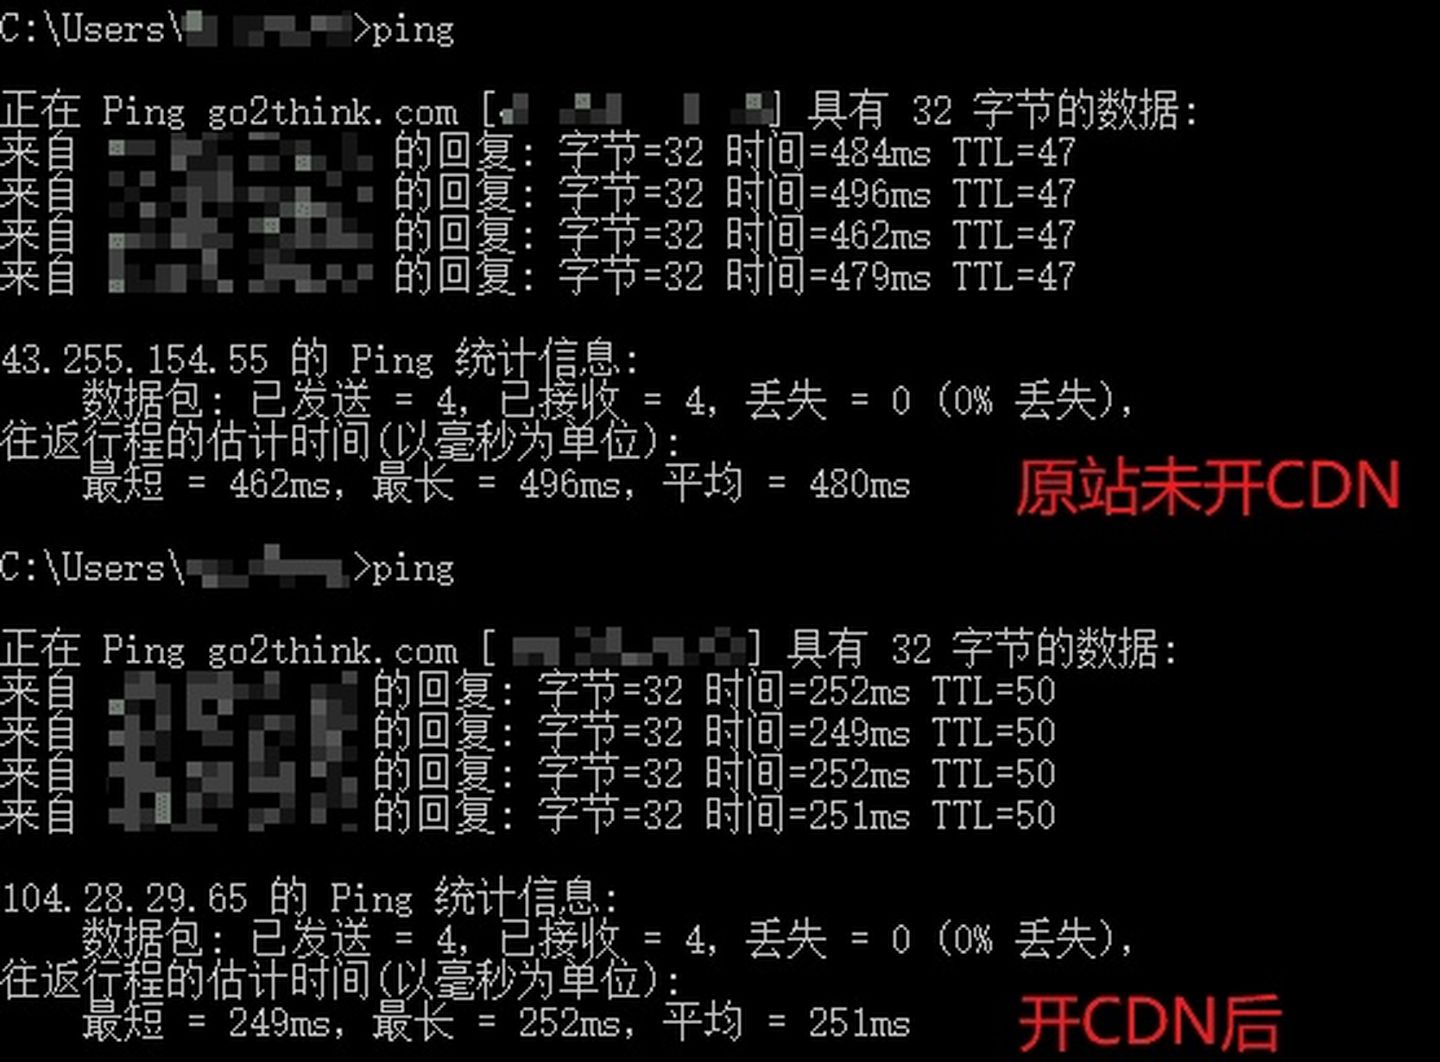 C:\Users\ >ping
正在 Ping go2think.com [ ] 具有 32 字节的数据:
来自 的回复: 字节=32 时间=484ms TTL=47
来自 的回复: 字节=32 时间=496ms TTL=47
来自 的回复: 字节=32 时间=462ms TTL=47
来自 的回复: 字节=32 时间=479ms TTL=47
43.255.154.55 的 Ping 统计信息:
数据包: 已发送 = 4, 已接收 = 4, 丢失 = 0 (0% 丢失),
往返行程的估计时间(以毫秒为单位):
最短 = 462ms, 最长 = 496ms, 平均 = 480ms
原站未开CDN
C:\Users\ >ping
正在 Ping go2think.com [ ] 具有 32 字节的数据:
来自 的回复: 字节=32 时间=252ms TTL=50
来自 的回复: 字节=32 时间=249ms TTL=50
来自 的回复: 字节=32 时间=252ms TTL=50
来自 的回复: 字节=32 时间=251ms TTL=50
104.28.29.65 的 Ping 统计信息:
数据包: 已发送 = 4, 已接收 = 4, 丢失 = 0 (0% 丢失),
往返行程的估计时间(以毫秒为单位):
最短 = 249ms, 最长 = 252ms, 平均 = 251ms
开CDN后